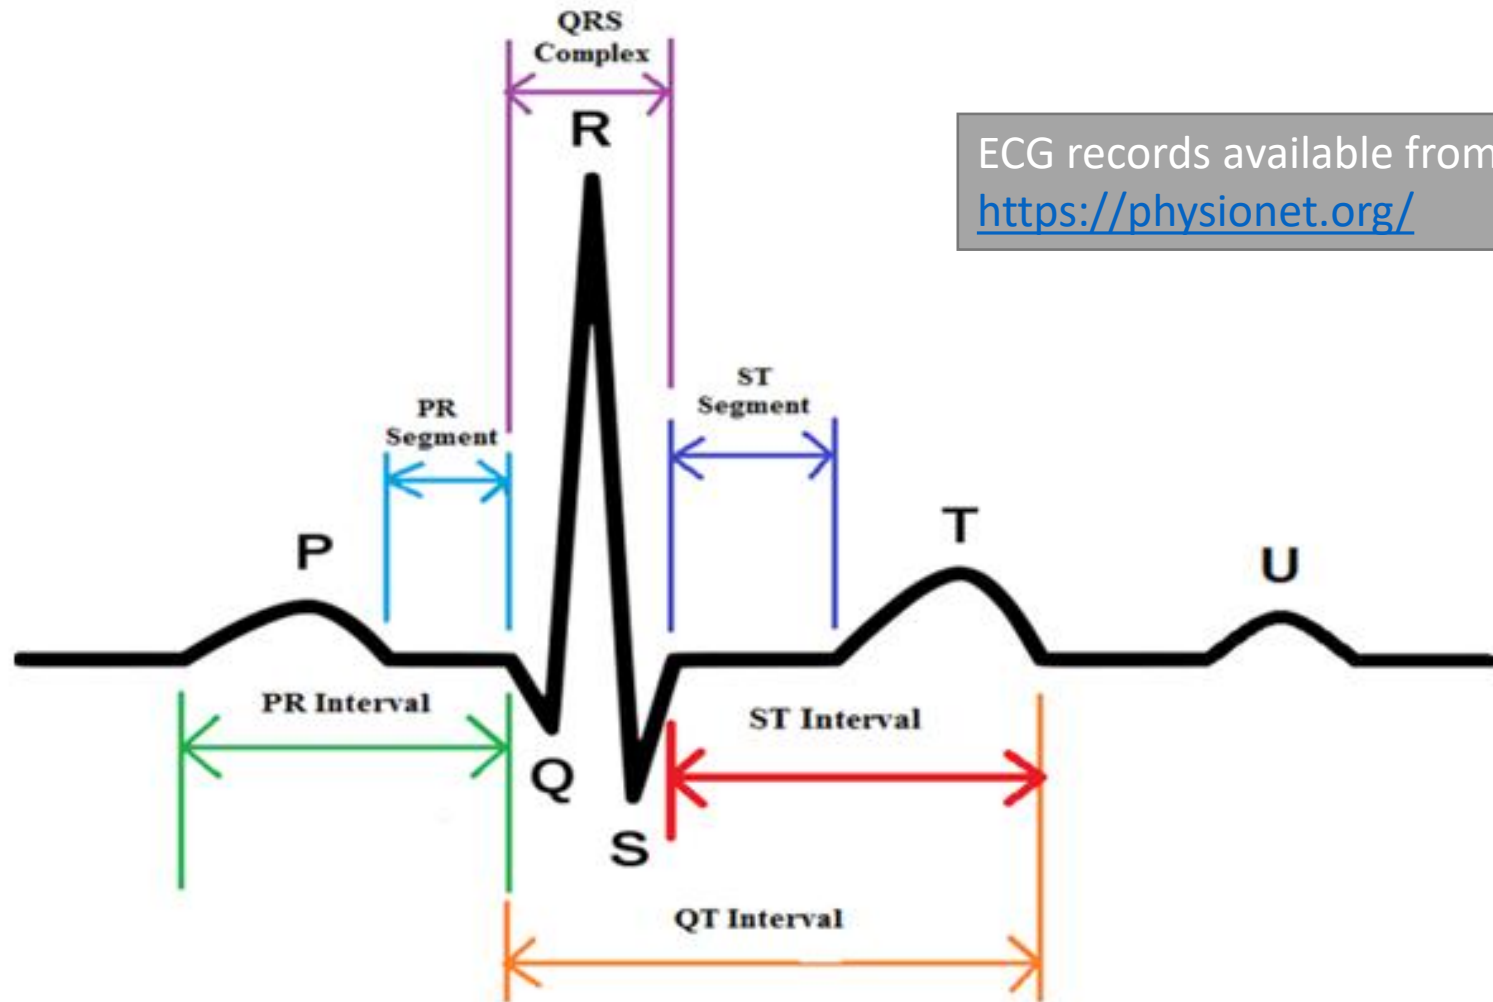 QRS
Complex
R
ECG records available from
https://physionet.org/
ST
Segment
PR
Segment
P
T
U
PR Interval
ST Interval
Q
S
QT Interval